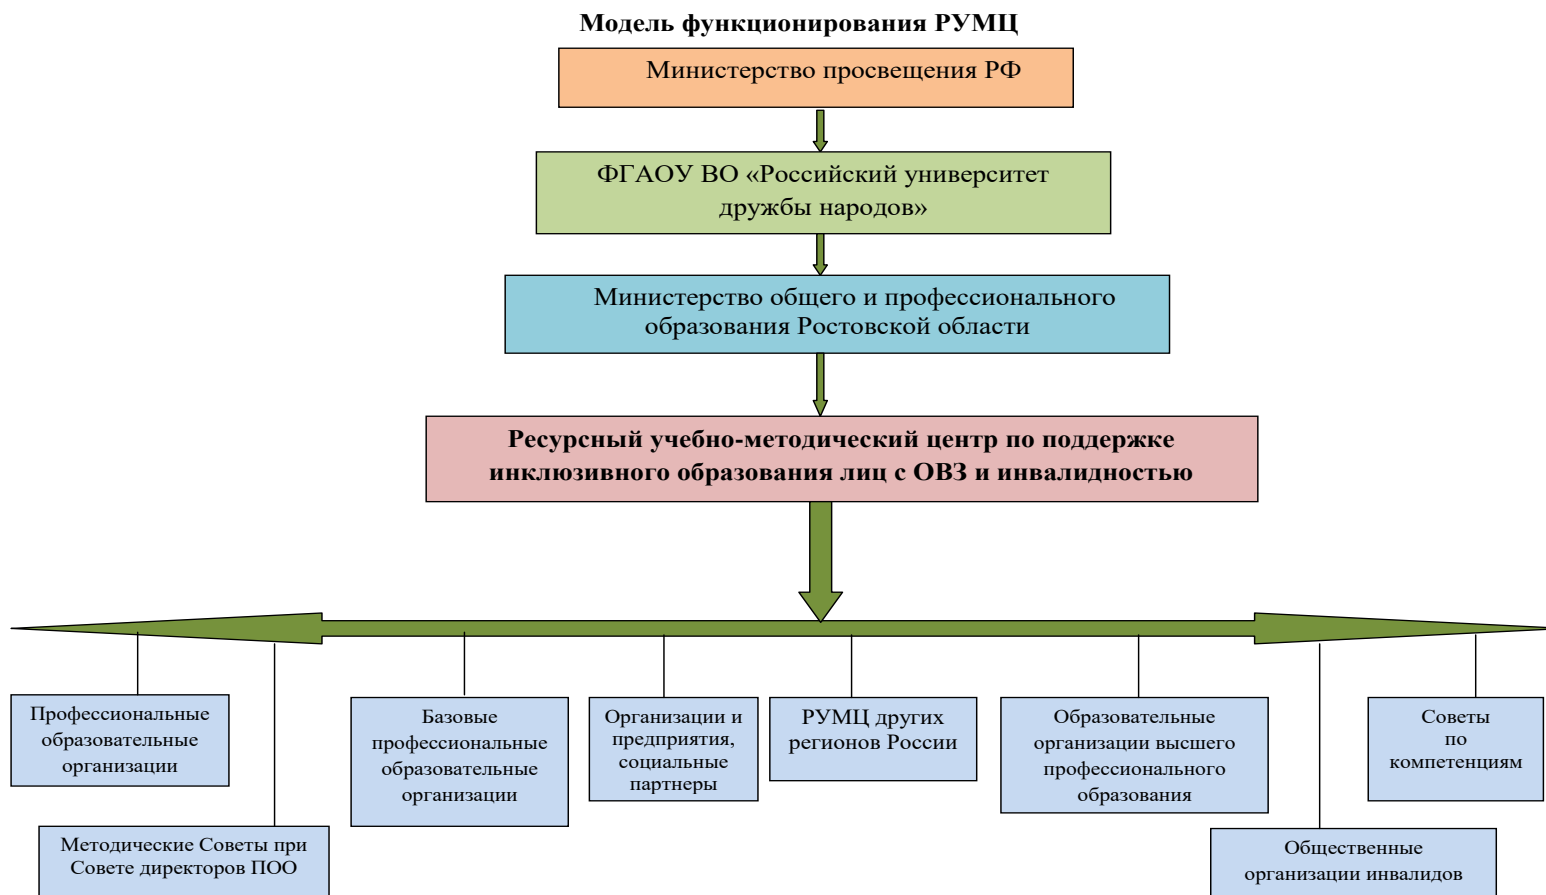 Модель функционирования РУМЦ
Министерство просвещения РФ
ФГАОУ ВО «Российский университет
дружбы народов»
Министерство общего и профессионального
образования Ростовской области
Ресурсный учебно-методический центр по поддержке
инклюзивного образования лиц с ОВЗ и инвалидностью
Профессиональные
образовательные
организации
Методические Советы при
Совете директоров ПОО
Базовые
профессиональные
образовательные
организации
Организации и
предприятия,
социальные
партнеры
РУМЦ других
регионов России
Образовательные
организации высшего
профессионального
образования
Общественные
организации инвалидов
Советы
по
компетенциям